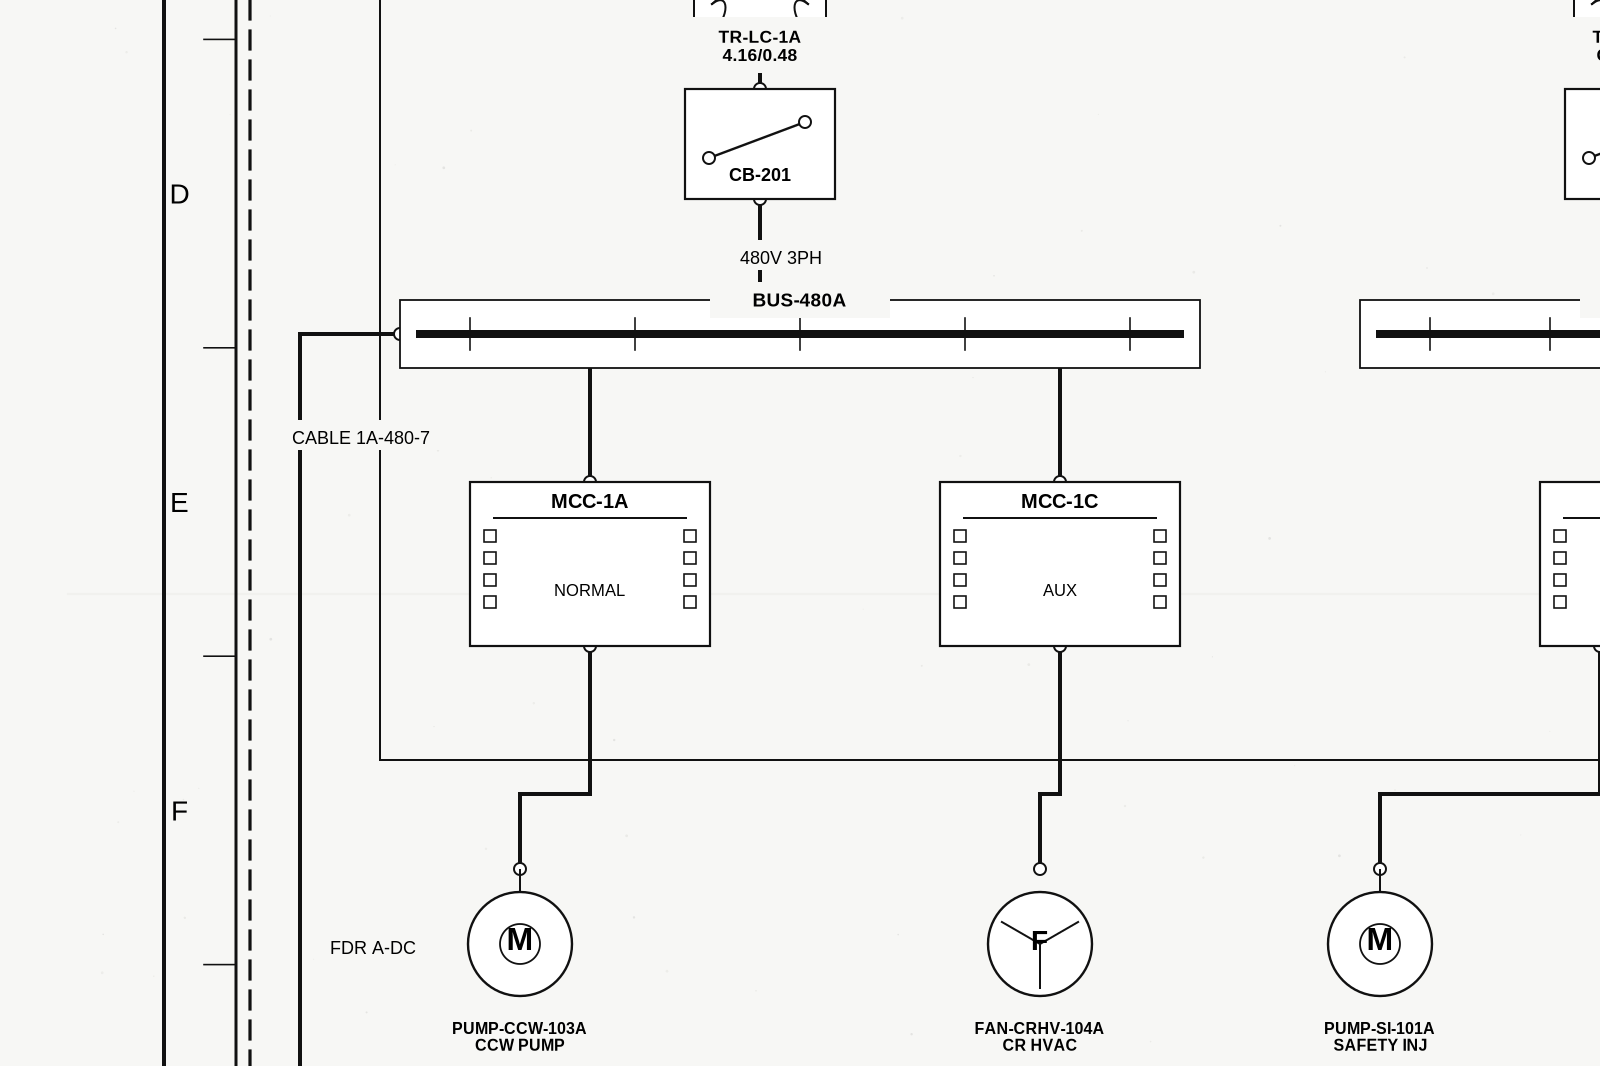 TR-LC-1A
4.16/0.48
CB-201
D
480V 3PH
BUS-480A
CABLE 1A-480-7
MCC-1A
MCC-1C
E
NORMAL
AUX
F
M
F
M
FDR A-DC
PUMP-CCW-103A
CCW PUMP
FAN-CRHV-104A
CR HVAC
PUMP-SI-101A
SAFETY INJ